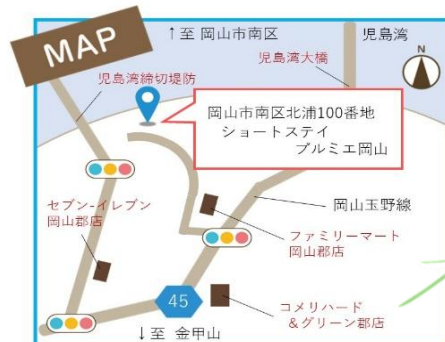 MAP
↑至 岡山市南区
児島湾
児島湾締切堤防
児島湾大橋
N
岡山市南区北浦100番地
ショートステイ
プルミエ岡山
セブン-イレブン
岡山郡店
岡山玉野線
ファミリーマート
岡山郡店
45
コメリハード
＆グリーン郡店
↓至 金甲山